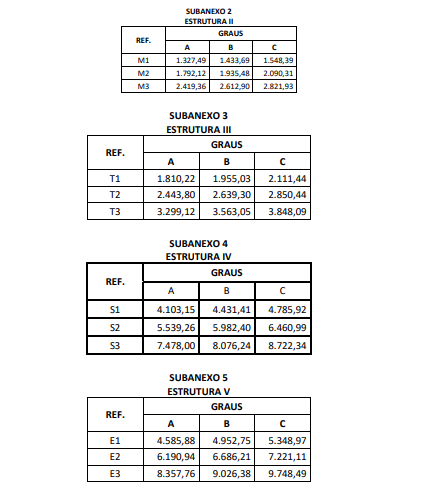 SUBANEXO 2
ESTRUTURA II
REF. GRAUS
A B C
M1 1.327,49 1.433,69 1.548,39
M2 1.792,12 1.935,48 2.090,31
M3 2.419,36 2.612,90 2.821,93
SUBANEXO 3
ESTRUTURA III
REF. GRAUS
A B C
T1 1.810,22 1.955,03 2.111,44
T2 2.443,80 2.639,30 2.850,44
T3 3.299,12 3.563,05 3.848,09
SUBANEXO 4
ESTRUTURA IV
REF. GRAUS
A B C
S1 4.103,15 4.431,41 4.785,92
S2 5.539,26 5.982,40 6.460,99
S3 7.478,00 8.076,24 8.722,34
SUBANEXO 5
ESTRUTURA V
REF. GRAUS
A B C
E1 4.585,88 4.952,75 5.348,97
E2 6.190,94 6.686,21 7.221,11
E3 8.357,76 9.026,38 9.748,49